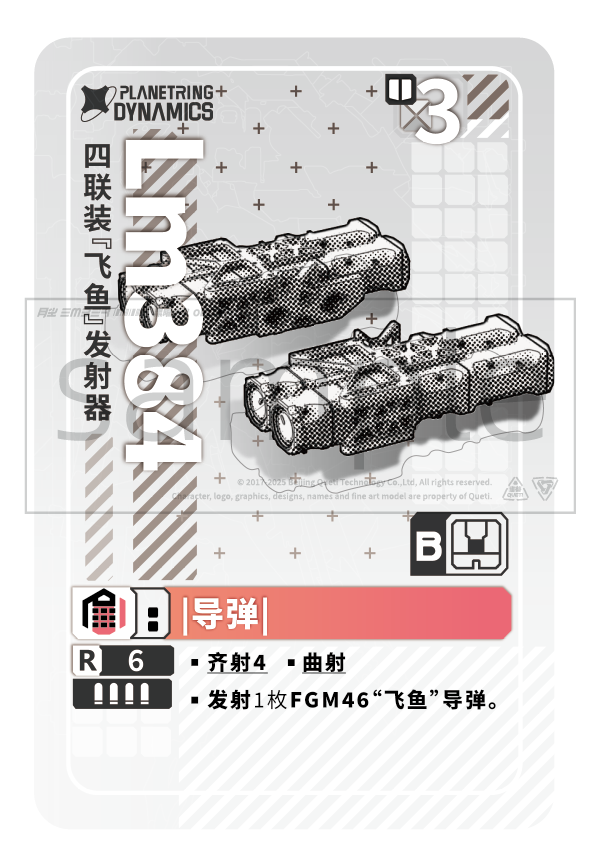 PLANETRING
DYNAMICS
3
四联装『飞鱼』发射器
Lm384
sample
© 2017-2025 Beijing Queti Technology Co.,Ltd, All rights reserved.
Character, logo, graphics, designs, names and fine art model are property of Queti.
B
|导弹|
R 6
▪ 齐射4 ▪ 曲射
▪ 发射1枚FGM46“飞鱼”导弹。